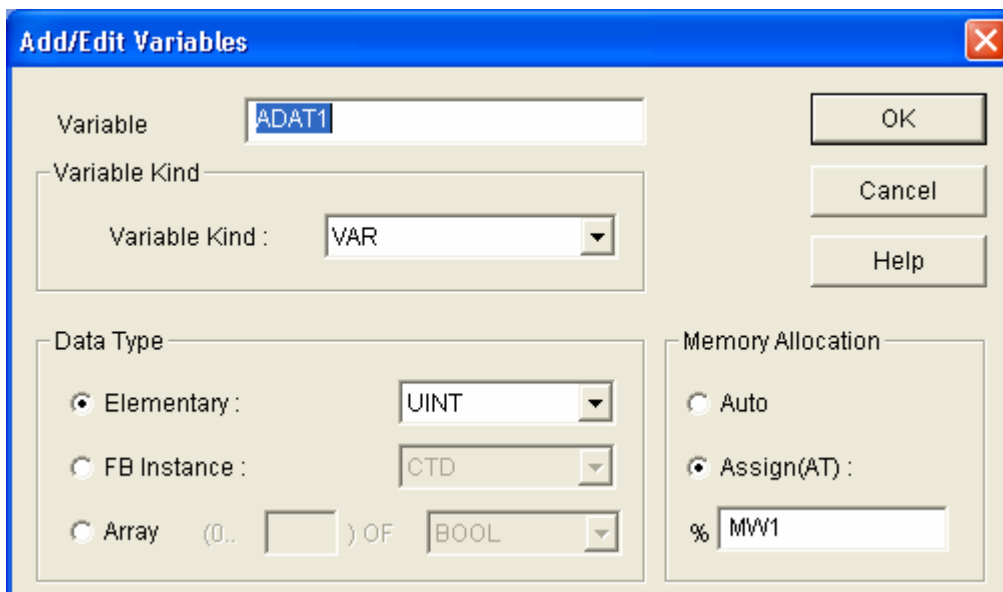 Add/Edit Variables
Variable ADAT1 OK
Variable Kind
Cancel
Variable Kind : VAR
Help
Data Type Memory Allocation
Elementary : UINT Auto
FB Instance : CTD Assign(AT) :
Array (0.. ) OF BOOL % MW1